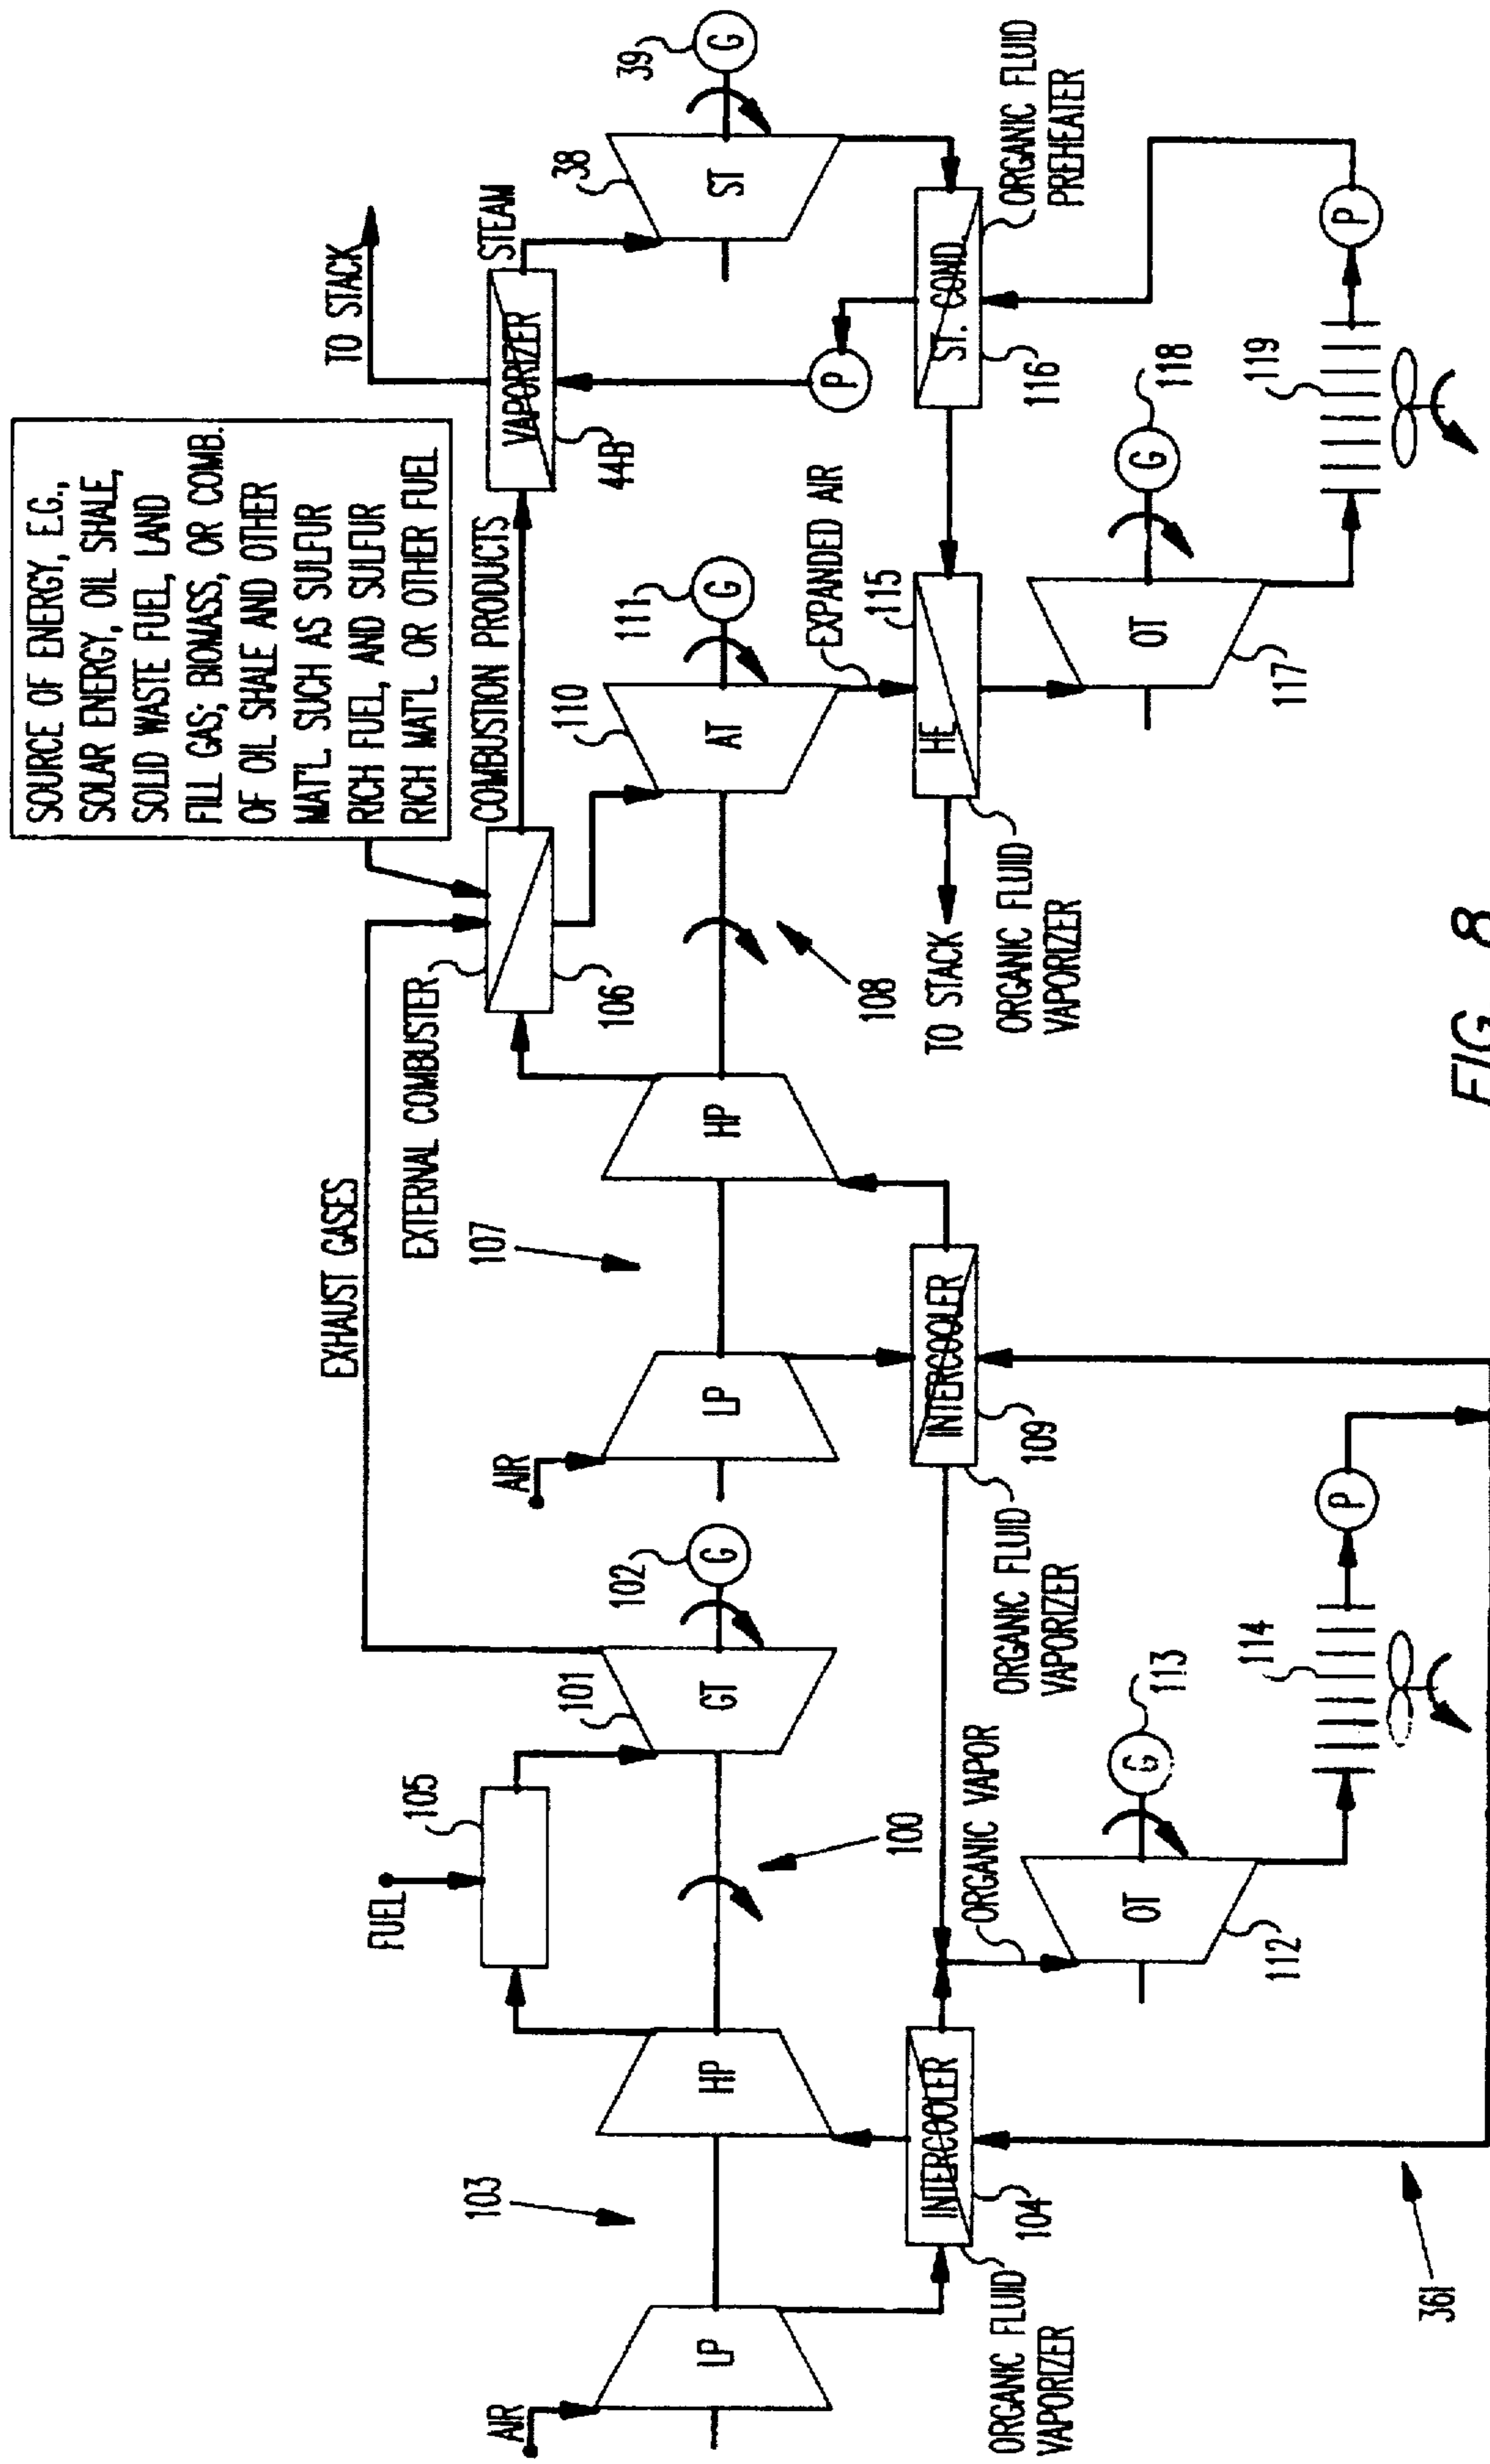 SOURCE OF ENERGY, E.G.,
SOLAR ENERGY, OIL SHALE,
SOLID WASTE FUEL, LAND
FILL GAS; BIOMASS, OR COMB.
OF OIL SHALE AND OTHER
MAT'L. SUCH AS SULFUR
RICH FUEL, AND SULFUR
RICH MAT'L. OR OTHER FUEL
TO STACK
EXHAUST GASES
FUEL
105
EXTERNAL COMBUSTER
106
COMBUSTION PRODUCTS
VAPORIZER
44B
STEAM
AIR
103
LP
HP
100
101
GT
102
G
AIR
107
LP
HP
108
110
AT
111
G
38
ST
39
G
ORGANIC FLUID
VAPORIZER
INTERCOOLER
104
ORGANIC VAPOR
ORGANIC FLUID
VAPORIZER
INTERCOOLER
109
TO STACK
ORGANIC FLUID
VAPORIZER
HE
115
EXPANDED AIR
P
ST. COND.
116
ORGANIC FLUID
PREHEATER
OT
112
G
113
OT
117
G
118
114
P
119
P
361
FIG. 8